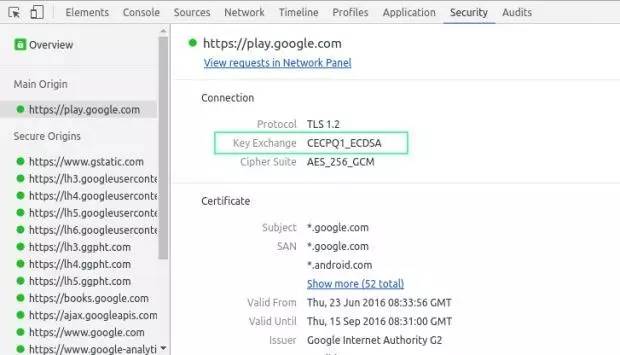 Elements Console Sources Network Timeline Profiles Application Security Audits
Overview
Main Origin
https://play.google.com
Secure Origins
https://www.gstatic.com
https://lh3.googleuserconte
https://lh4.googleuserconte
https://lh5.googleuserconte
https://lh6.googleuserconte
https://lh3.ggpht.com
https://lh4.ggpht.com
https://lh5.ggpht.com
https://books.google.com
https://ajax.googleapis.com
https://www.google.com
https://www.google-analyti
https://play.google.com
View requests in Network Panel
Connection
Protocol TLS 1.2
Key Exchange CECPQ1_ECDSA
Cipher Suite AES_256_GCM
Certificate
Subject *.google.com
SAN *.google.com
*.android.com
Show more (52 total)
Valid From Thu, 23 Jun 2016 08:33:56 GMT
Valid Until Thu, 15 Sep 2016 08:31:00 GMT
Issuer Google Internet Authority G2